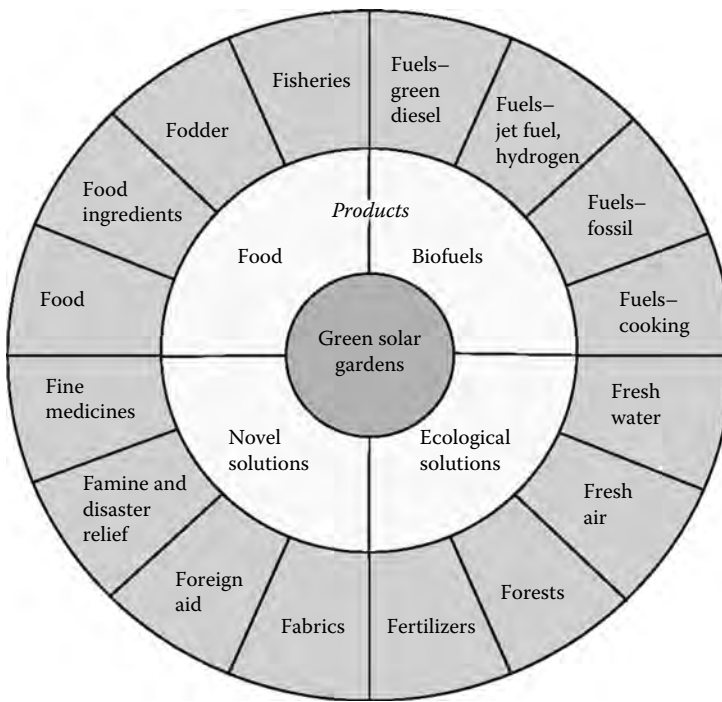 Fisheries
Fuels–
green
diesel
Fodder
Fuels–
jet fuel,
hydrogen
Food
ingredients
Fuels–
fossil
Food
Fuels–
cooking
Products
Food
Biofuels
Green solar
gardens
Novel
solutions
Ecological
solutions
Fine
medicines
Fresh
water
Famine and
disaster
relief
Fresh
air
Foreign
aid
Forests
Fabrics
Fertilizers